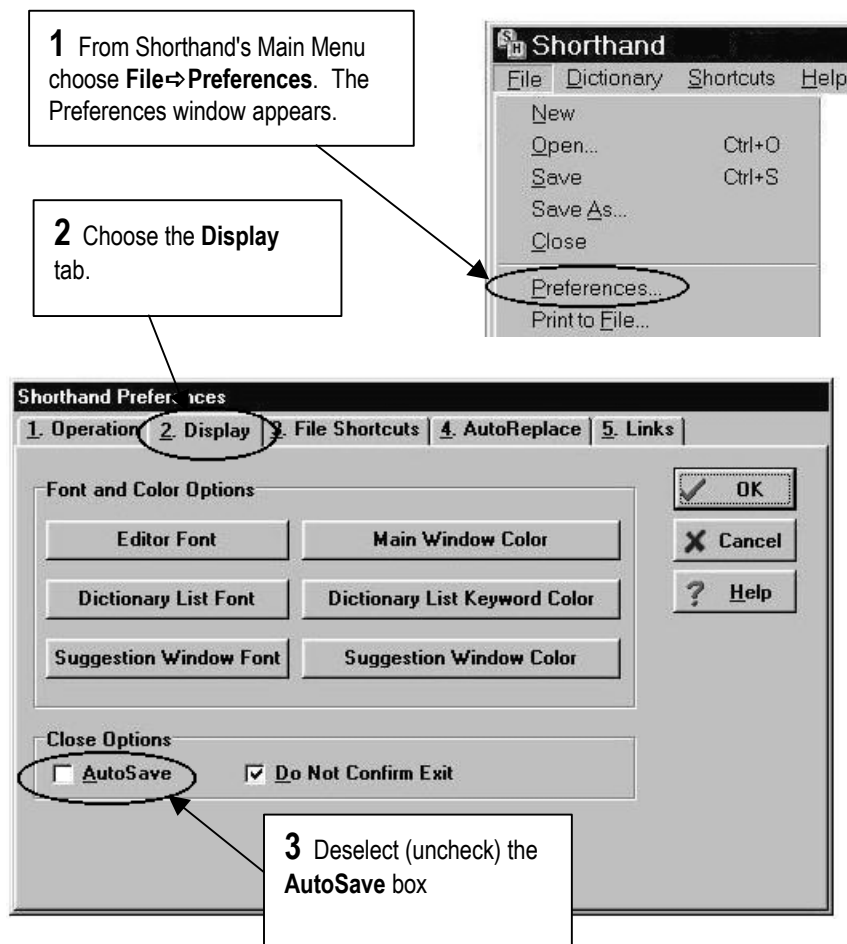 1 From Shorthand's Main Menu
choose File⇨Preferences. The
Preferences window appears.
Shorthand
File Dictionary Shortcuts Help
New
Open... Ctrl+O
Save Ctrl+S
Save As...
Close
Preferences...
Print to File...
2 Choose the Display
tab.
Shorthand Preferences
1. Operation 2. Display 3. File Shortcuts 4. AutoReplace 5. Links
Font and Color Options
Editor Font Main Window Color
Dictionary List Font Dictionary List Keyword Color
Suggestion Window Font Suggestion Window Color
OK
Cancel
? Help
Close Options
AutoSave Do Not Confirm Exit
3 Deselect (uncheck) the
AutoSave box